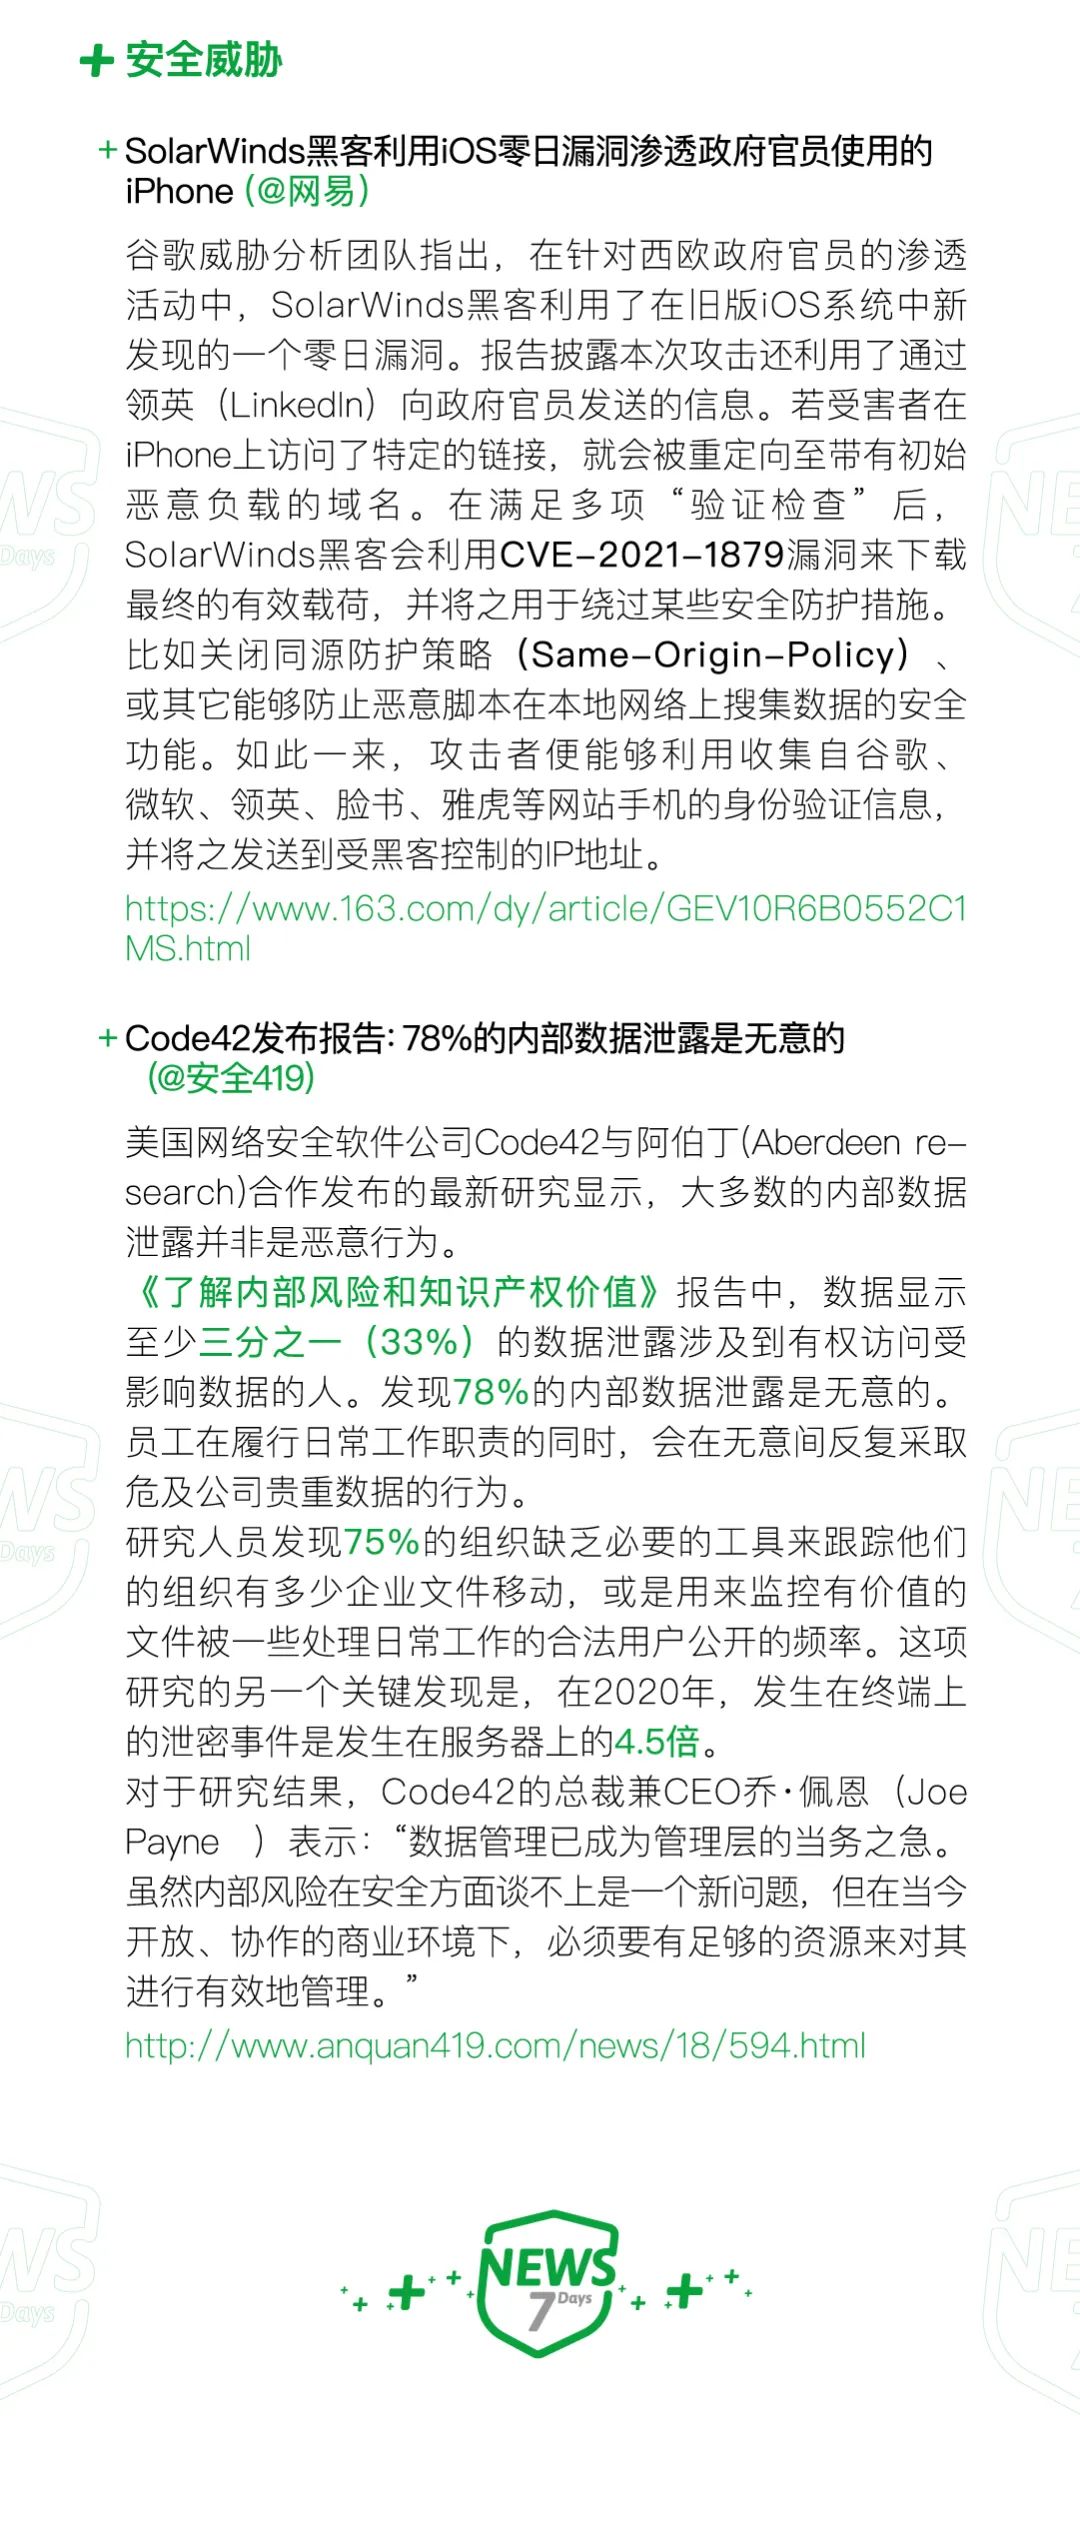 安全威胁
+ SolarWinds黑客利用iOS零日漏洞渗透政府官员使用的
iPhone（@网易）
谷歌威胁分析团队指出，在针对西欧政府官员的渗透
活动中，SolarWinds黑客利用了在旧版iOS系统中新
发现的一个零日漏洞。报告披露本次攻击还利用了通过
领英（LinkedIn）向政府官员发送的信息。若受害者在
iPhone上访问了特定的链接，就会被重定向至带有初始
恶意负载的域名。在满足多项“验证检查”后，
SolarWinds黑客会利用CVE-2021-1879漏洞来下载
最终的有效载荷，并将之用于绕过某些安全防护措施。
比如关闭同源防护策略（Same-Origin-Policy）、
或其它能够防止恶意脚本在本地网络上搜集数据的安全
功能。如此一来，攻击者便能够利用收集自谷歌、
微软、领英、脸书、雅虎等网站手机的身份验证信息，
并将之发送到受黑客控制的IP地址。
https://www.163.com/dy/article/GEV10R6B0552C1
MS.html
+ Code42发布报告：78%的内部数据泄露是无意的
（@安全419）
美国网络安全软件公司Code42与阿伯丁(Aberdeen re-
search)合作发布的最新研究显示，大多数的内部数据
泄露并非是恶意行为。
《了解内部风险和知识产权价值》报告中，数据显示
至少三分之一（33%）的数据泄露涉及到有权访问受
影响数据的人。发现78%的内部数据泄露是无意的。
员工在履行日常工作职责的同时，会在无意间反复采取
危及公司贵重数据的行为。
研究人员发现75%的组织缺乏必要的工具来跟踪他们
的组织有多少企业文件移动，或是用来监控有价值的
文件被一些处理日常工作的合法用户公开的频率。这项
研究的另一个关键发现是，在2020年，发生在终端上
的泄密事件是发生在服务器上的4.5倍。
对于研究结果，Code42的总裁兼CEO乔·佩恩（Joe
Payne ）表示：“数据管理已成为管理层的当务之急。
虽然内部风险在安全方面谈不上是一个新问题，但在当今
开放、协作的商业环境下，必须要有足够的资源来对其
进行有效地管理。”
http://www.anquan419.com/news/18/594.html
NEWS
7 Days